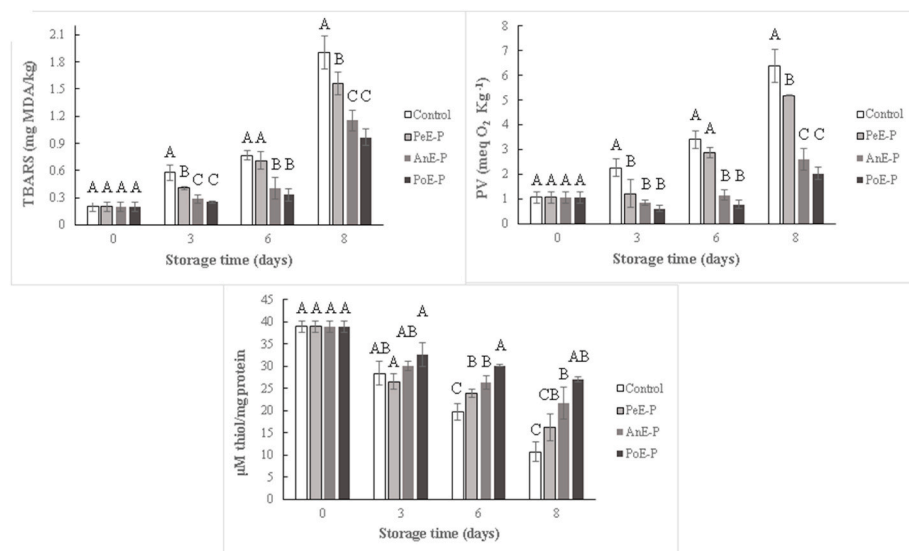 TBARS (mg MDA/kg)
2.1
1.8
1.5
1.2
0.9
0.6
0.3
0
A A A A
A B C C
A A B B
A B C C
0 3 6 8
Storage time (days)
Control
PeE-P
AnE-P
PoE-P
PV (meq O₂ Kg⁻¹)
8
7
6
5
4
3
2
1
0
A A A A
A B B B
A A B B
A B C C
0 3 6 8
Storage time (days)
Control
PeE-P
AnE-P
PoE-P
µM thiol/mg protein
45
40
35
30
25
20
15
10
5
0
A A A A
AB A AB A
C B B A
C CB B AB
0 3 6 8
Storage time (days)
Control
PeE-P
AnE-P
PoE-P